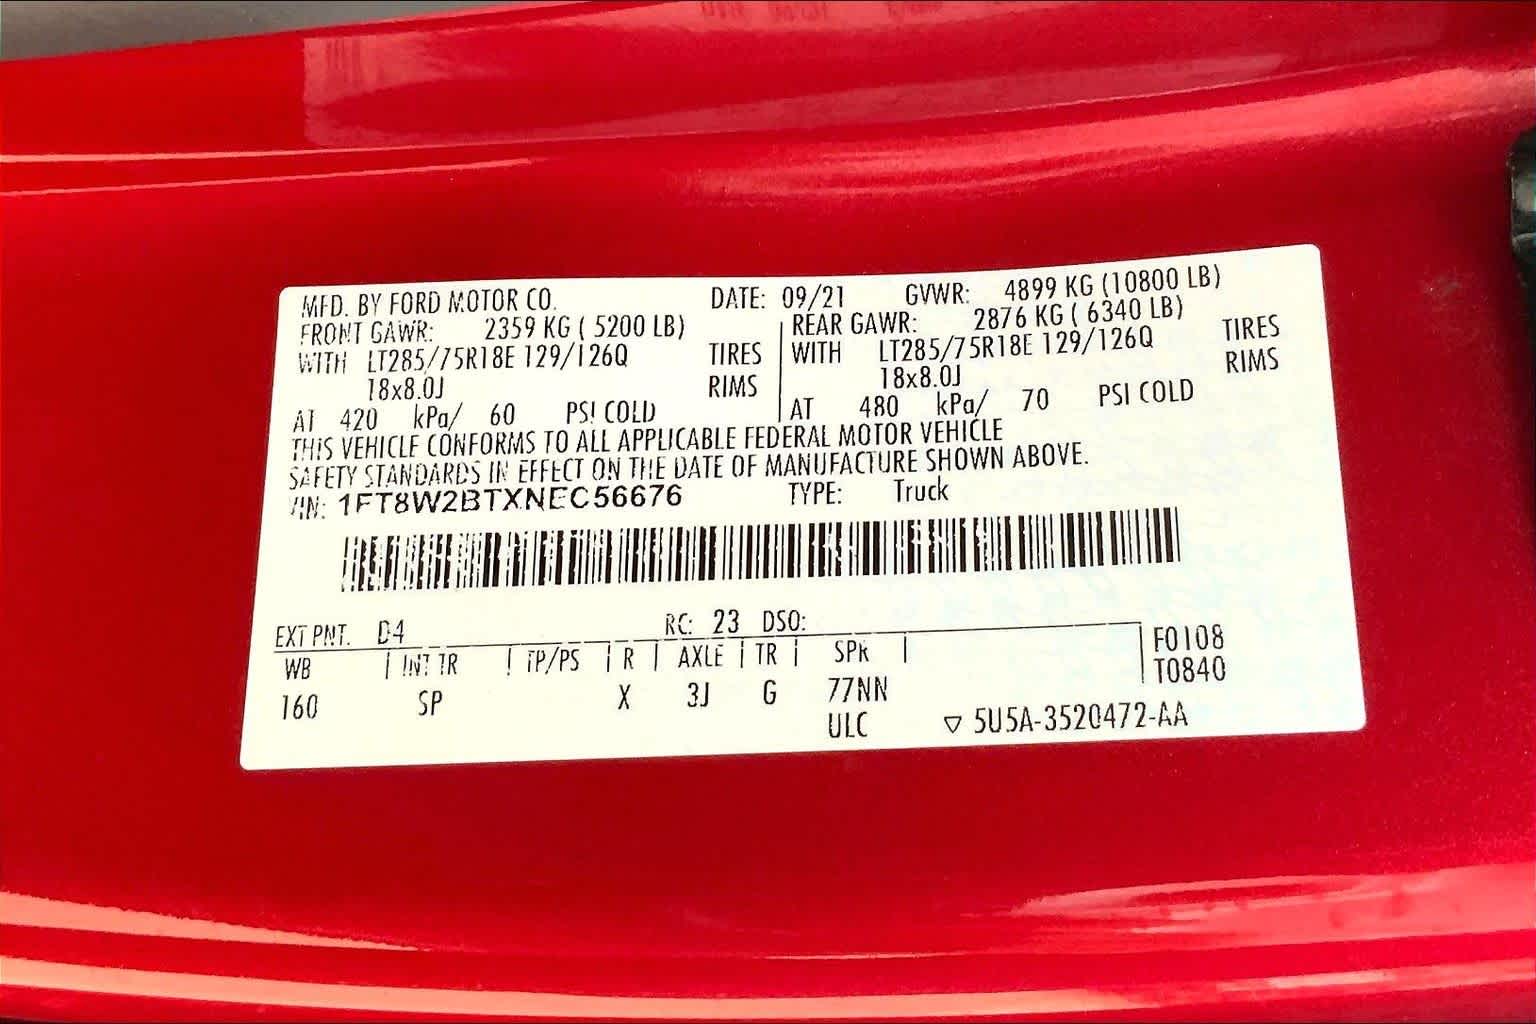 MFD. BY FORD MOTOR CO. DATE: 09/21 GVWR: 4899 KG (10800 LB)
FRONT GAWR: 2359 KG ( 5200 LB) REAR GAWR: 2876 KG ( 6340 LB)
WITH LT285/75R18E 129/126Q TIRES WITH LT285/75R18E 129/126Q TIRES
18x8.0J RIMS 18x8.0J RIMS
AT 420 kPa/ 60 PSI COLD AT 480 kPa/ 70 PSI COLD
THIS VEHICLE CONFORMS TO ALL APPLICABLE FEDERAL MOTOR VEHICLE
SAFETY STANDARDS IN EFFECT ON THE DATE OF MANUFACTURE SHOWN ABOVE.
VIN: 1FT8W2BTXNEC56676 TYPE: Truck
EXT PNT. D4 RC: 23 DSO:
WB | INT TR | TP/PS | R | AXLE | TR | SPR | F0108
160 SP X 3J G 77NN T0840
ULC ▽ 5U5A-3520472-AA